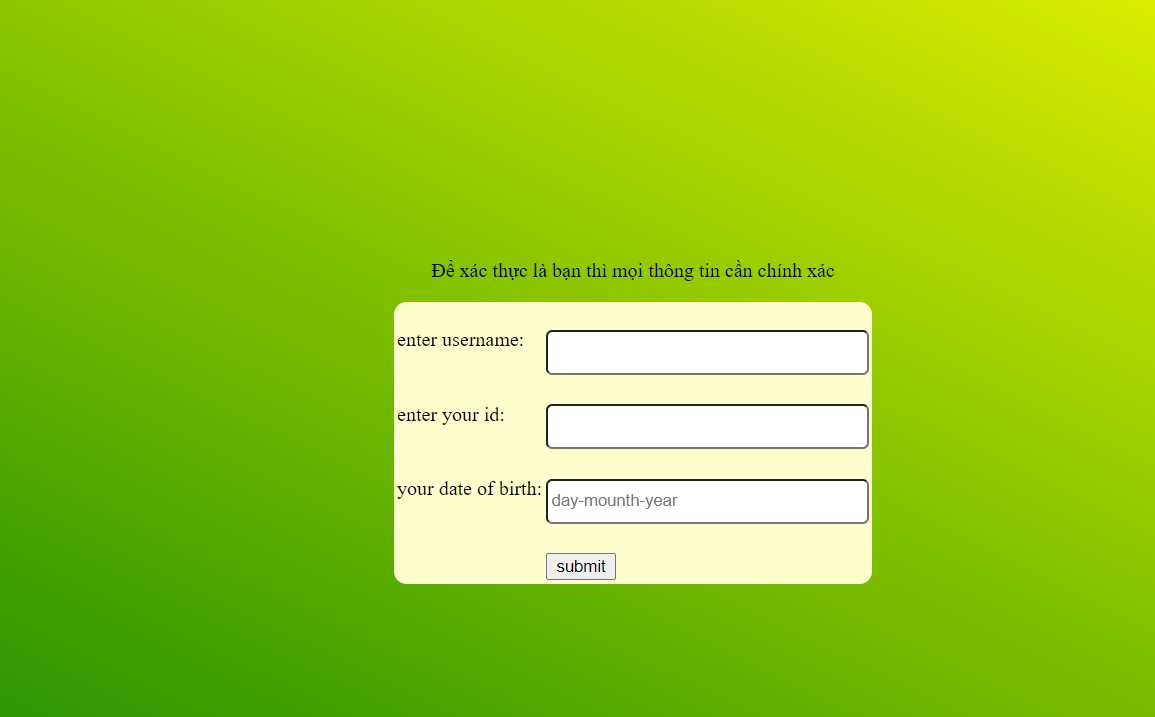 Để xác thực là bạn thì mọi thông tin cần chính xác
enter username:
enter your id:
your date of birth: day-mounth-year
submit